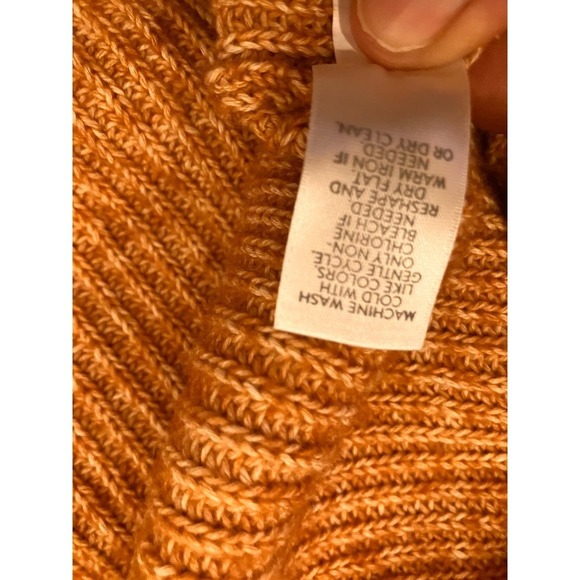 MACHINE WASH
COLD WITH
LIKE COLORS.
GENTLE CYCLE.
ONLY NON-
CHLORINE
BLEACH IF
NEEDED
RESHAPE AND
DRY FLAT.
WARM IRON IF
NEEDED
OR DRY CLEAN.